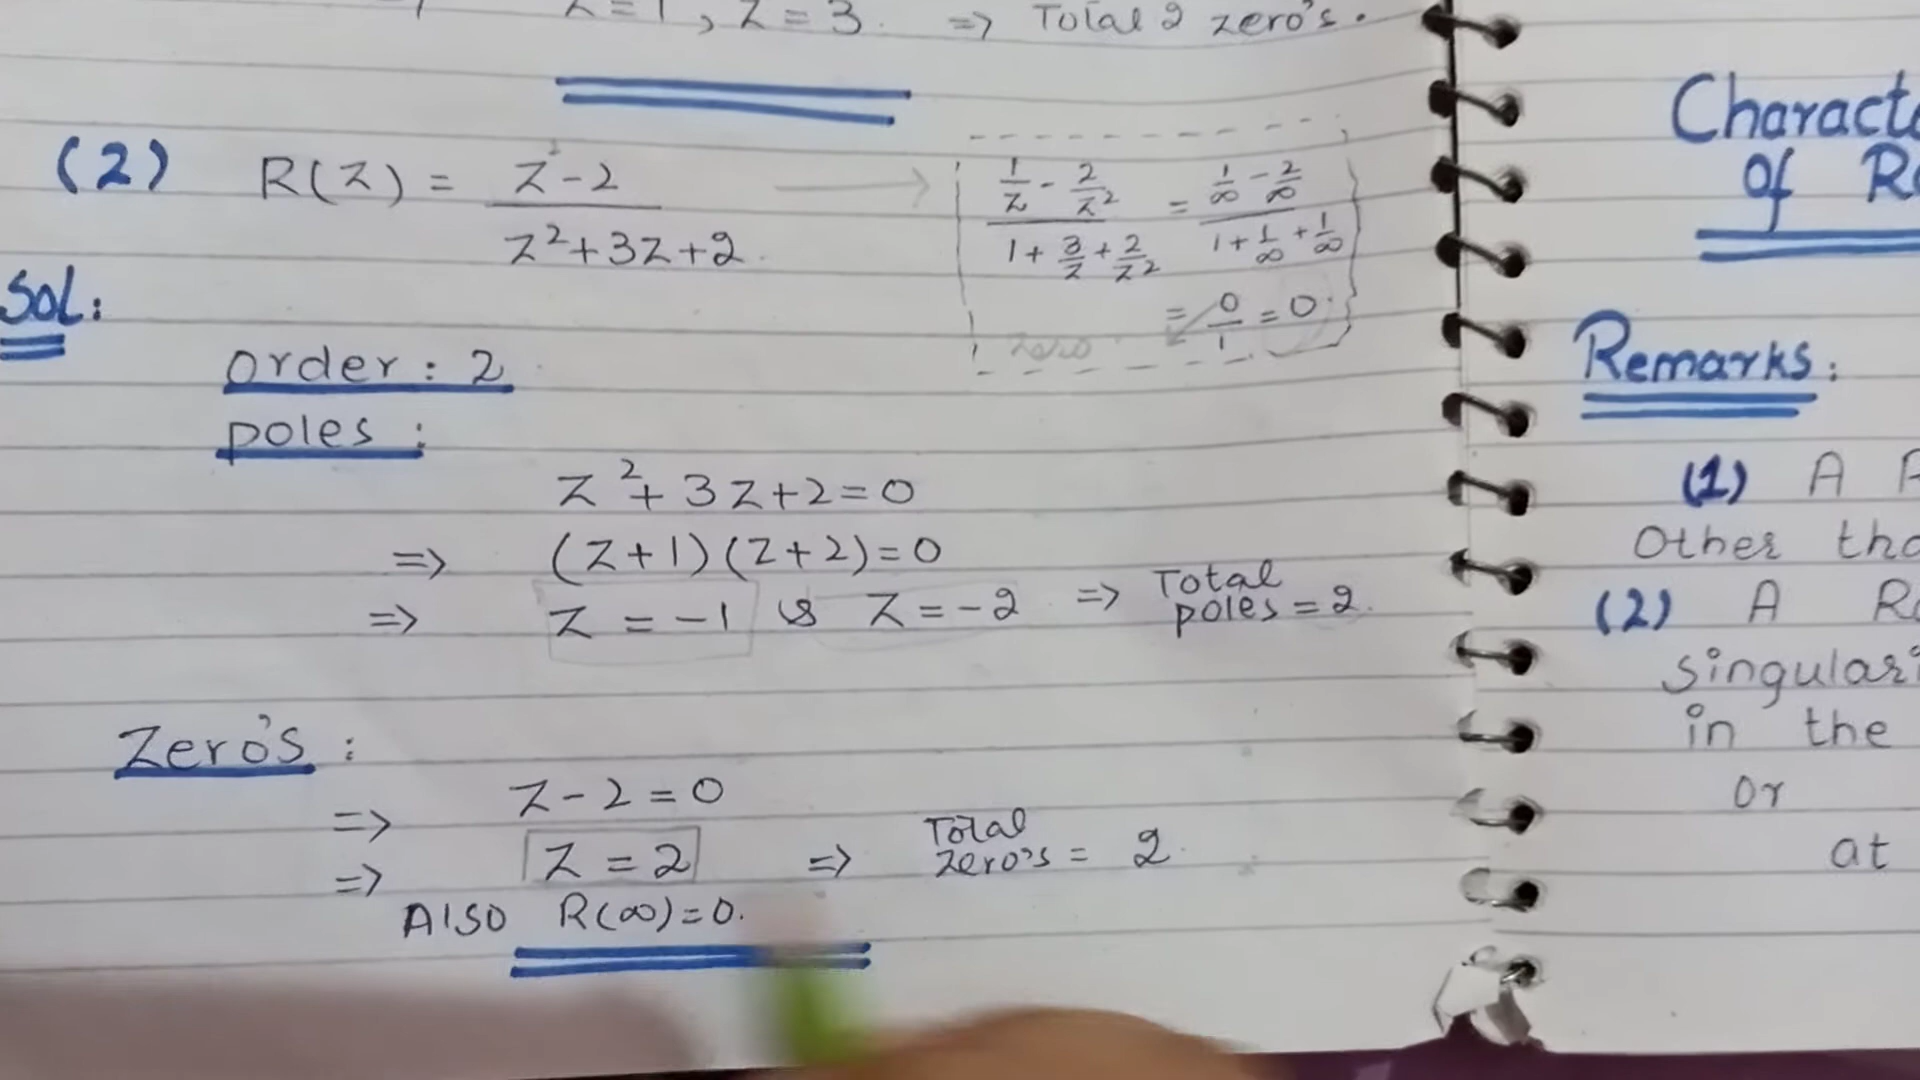 z=1, z=3. => Total 2 zero's.
(2) R(z) = z-2 / z²+3z+2
1/z - 2/z² / 1+3/z+2/z² = 1/∞ - 2/∞ / 1+1/∞+1/∞
= 0/1 = 0
zero
Sol:
order: 2
poles:
z²+3z+2=0
=> (z+1)(z+2)=0
=> z=-1 & z=-2 => Total poles = 2.
Zero's:
=> z-2=0
=> z=2 => Total zero's = 2.
Also R(∞)=0.
of
Remarks:
(1) A
Other
(2) A
in the
or
at